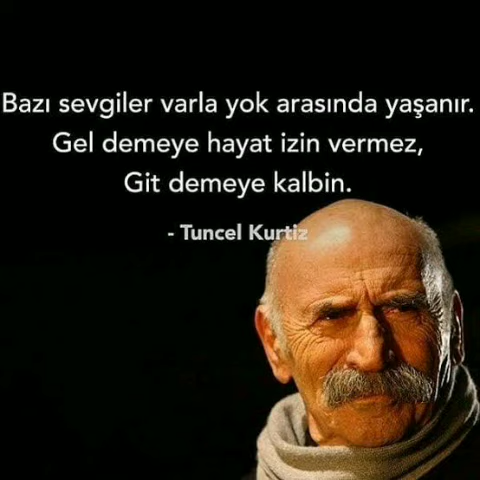 Bazı sevgiler varla yok arasında yaşanır.
Gel demeye hayat izin vermez,
Git demeye kalbin.
- Tuncel Kurtiz